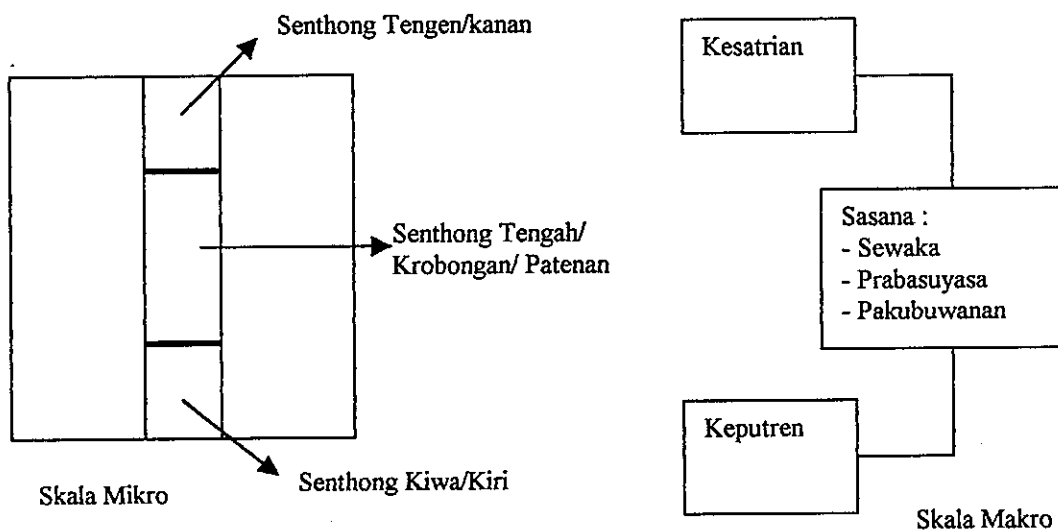 Senthong Tengen/kanan
Senthong Tengah/
Krobongan/ Patenan
Senthong Kiwa/Kiri
Skala Mikro
Kesatrian
Sasana :
- Sewaka
- Prabasuyasa
- Pakubuwanan
Keputren
Skala Makro